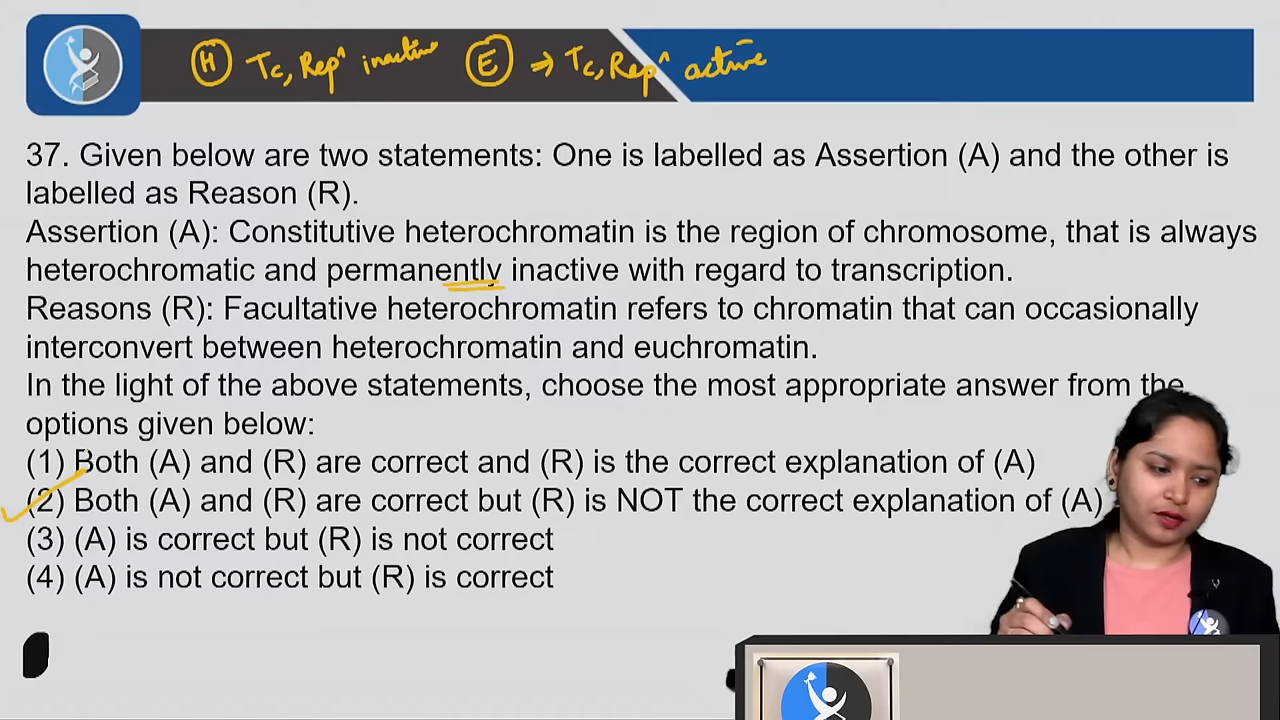 (H) Tc, Repⁿ inactive (E) ⇒ Tc, Repⁿ active
37. Given below are two statements: One is labelled as Assertion (A) and the other is
labelled as Reason (R).
Assertion (A): Constitutive heterochromatin is the region of chromosome, that is always
heterochromatic and permanently inactive with regard to transcription.
Reasons (R): Facultative heterochromatin refers to chromatin that can occasionally
interconvert between heterochromatin and euchromatin.
In the light of the above statements, choose the most appropriate answer from the
options given below:
(1) Both (A) and (R) are correct and (R) is the correct explanation of (A)
(2) Both (A) and (R) are correct but (R) is NOT the correct explanation of (A)
(3) (A) is correct but (R) is not correct
(4) (A) is not correct but (R) is correct